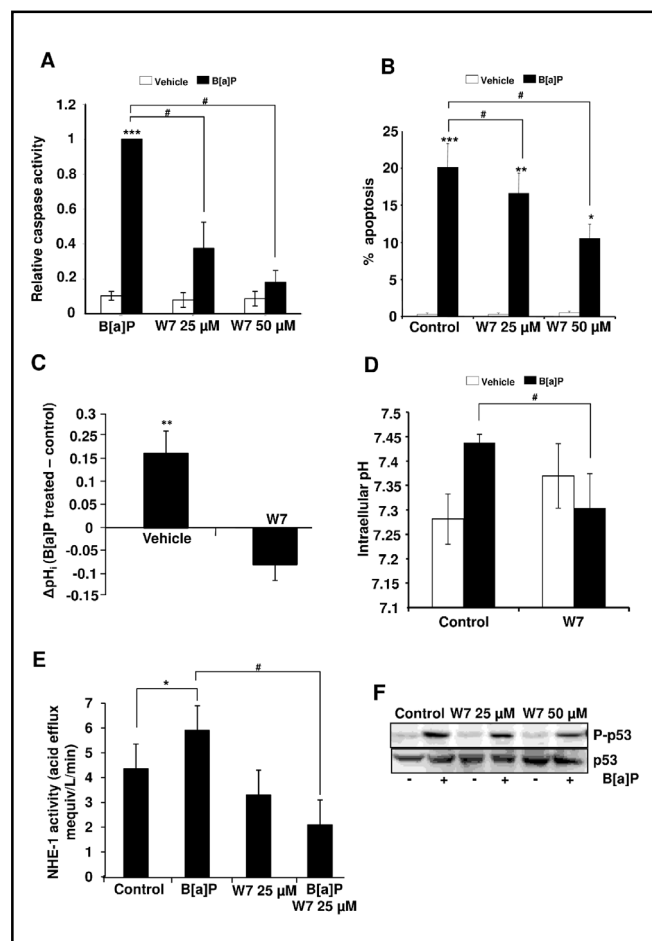 A
Vehicle B[a]P
Relative caspase activity
1.2
1
0.8
0.6
0.4
0.2
0
***
#
#
B[a]P W7 25 µM W7 50 µM
B
Vehicle B[a]P
% apoptosis
40
35
30
25
20
15
10
5
0
***
**
*
#
#
Control W7 25 µM W7 50 µM
C
ΔpHi (B[a]P treated – control)
0.3
0.25
0.15
0.1
0.05
0
-0.05
-0.1
-0.15
**
Vehicle
W7
D
Vehicle B[a]P
Intraellular pH
7.5
7.45
7.4
7.35
7.3
7.25
7.2
7.15
7.1
#
Control W7
E
NHE-1 activity (acid efflux
mequiv/L/min)
7
6
5
4
3
2
1
0
*
#
Control B[a]P W7 25 µM B[a]P
W7 25 µM
F
Control W7 25 µM W7 50 µM
P-p53
p53
- + - + - + B[a]P